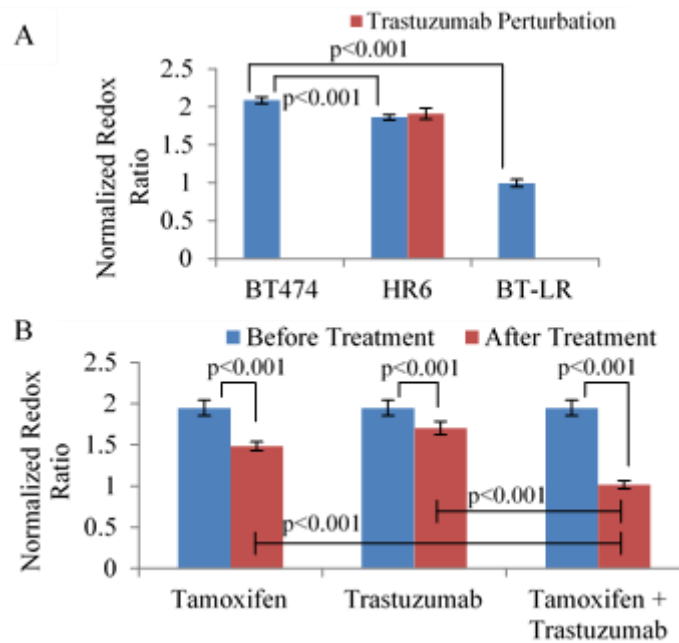 A
Trastuzumab Perturbation
p<0.001
p<0.001
Normalized Redox
Ratio
2.5
2
1.5
1
0.5
0
BT474 HR6 BT-LR
B
Before Treatment After Treatment
p<0.001 p<0.001 p<0.001
Normalized Redox
Ratio
2.5
2
1.5
1
0.5
0
p<0.001
p<0.001
Tamoxifen Trastuzumab Tamoxifen +
Trastuzumab